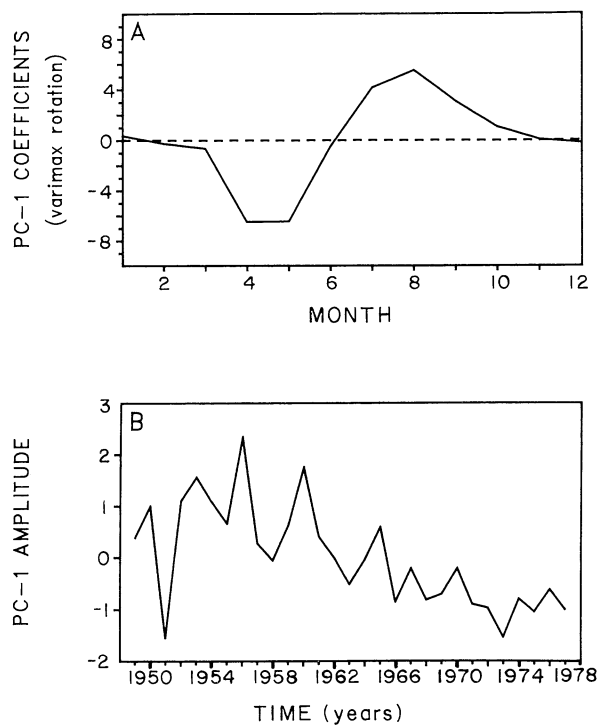 A
PC-1 COEFFICIENTS
(varimax rotation)
8
4
0
-4
-8
2 4 6 8 10 12
MONTH
B
PC-1 AMPLITUDE
3
2
1
0
-1
-2
1950 1954 1958 1962 1966 1970 1974 1978
TIME (years)